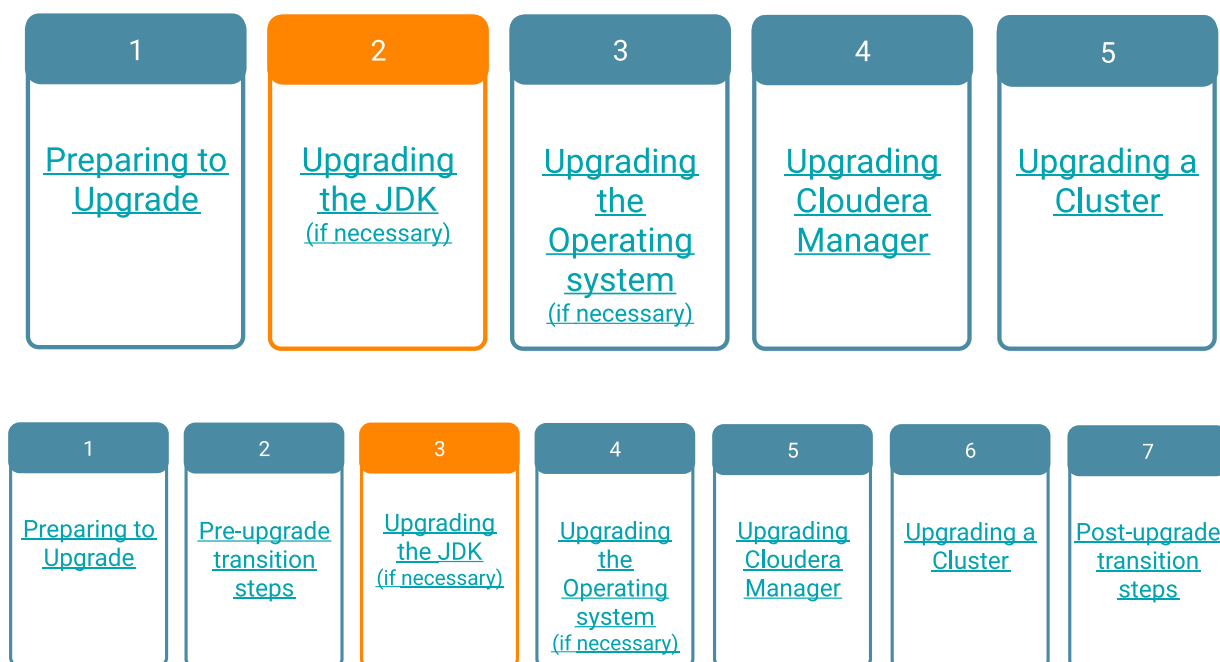 1
Preparing to
Upgrade
2
Upgrading
the JDK
(if necessary)
3
Upgrading
the
Operating
system
(if necessary)
4
Upgrading
Cloudera
Manager
5
Upgrading a
Cluster
1
Preparing to
Upgrade
2
Pre-upgrade
transition
steps
3
Upgrading
the JDK
(if necessary)
4
Upgrading
the
Operating
system
(if necessary)
5
Upgrading
Cloudera
Manager
6
Upgrading a
Cluster
7
Post-upgrade
transition
steps